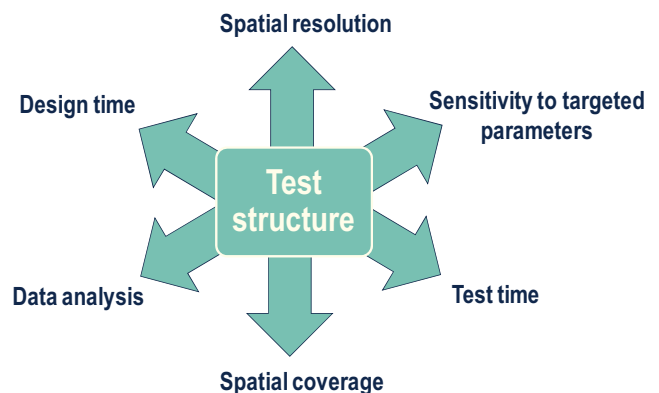 Spatial resolution
Design time
Sensitivity to targeted
parameters
Test
structure
Data analysis
Test time
Spatial coverage